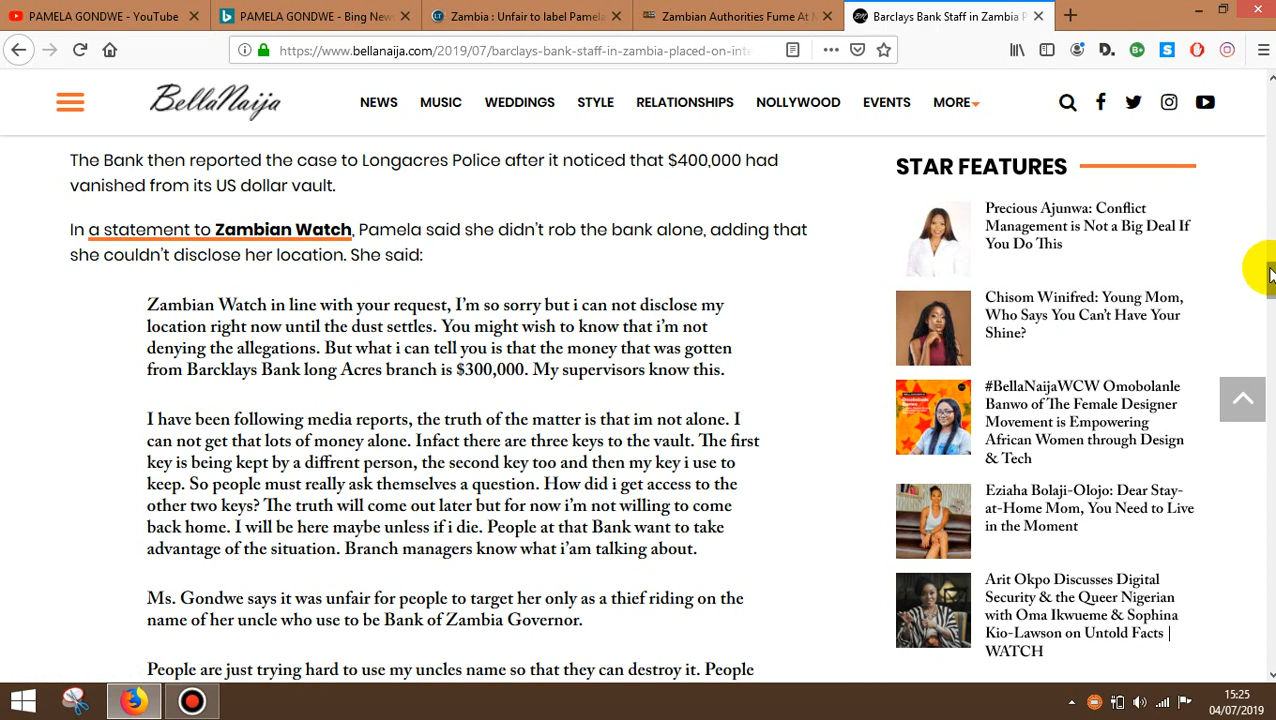 PAMELA GONDWE - YouTube
PAMELA GONDWE - Bing News
Zambia : Unfair to label Pamela
Zambian Authorities Fume At M
Barclays Bank Staff in Zambia P
https://www.bellanaija.com/2019/07/barclays-bank-staff-in-zambia-placed-on-inte
BellaNaija
NEWS MUSIC WEDDINGS STYLE RELATIONSHIPS NOLLYWOOD EVENTS MORE
The Bank then reported the case to Longacres Police after it noticed that $400,000 had
vanished from its US dollar vault.
In a statement to Zambian Watch, Pamela said she didn't rob the bank alone, adding that
she couldn't disclose her location. She said:
Zambian Watch in line with your request, I'm so sorry but i can not disclose my
location right now until the dust settles. You might wish to know that i'm not
denying the allegations. But what i can tell you is that the money that was gotten
from Barcklays Bank long Acres branch is $300,000. My supervisors know this.
I have been following media reports, the truth of the matter is that im not alone. I
can not get that lots of money alone. Infact there are three keys to the vault. The first
key is being kept by a diffrent person, the second key too and then my key i use to
keep. So people must really ask themselves a question. How did i get access to the
other two keys? The truth will come out later but for now i'm not willing to come
back home. I will be here maybe unless if i die. People at that Bank want to take
advantage of the situation. Branch managers know what i'am talking about.
Ms. Gondwe says it was unfair for people to target her only as a thief riding on the
name of her uncle who use to be Bank of Zambia Governor.
People are just trying hard to use my uncles name so that they can destroy it. People
STAR FEATURES
Precious Ajunwa: Conflict
Management is Not a Big Deal If
You Do This
Chisom Winifred: Young Mom,
Who Says You Can't Have Your
Shine?
#BellaNaijaWCW Omobolanle
Banwo of The Female Designer
Movement is Empowering
African Women through Design
& Tech
Eziaha Bolaji-Olojo: Dear Stay-
at-Home Mom, You Need to Live
in the Moment
Arit Okpo Discusses Digital
Security & the Queer Nigerian
with Oma Ikwueme & Sophina
Kio-Lawson on Untold Facts |
WATCH
15:25
04/07/2019